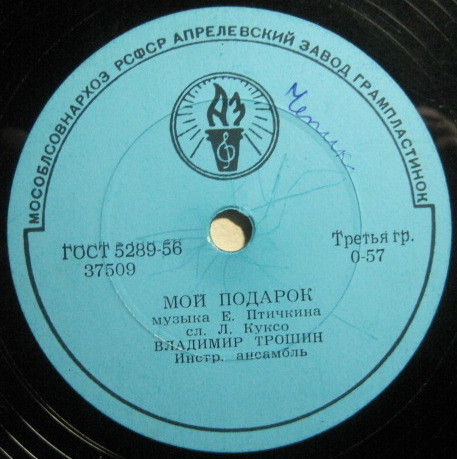 МОСОБЛСОВНАРХОЗ РСФСР АПРЕЛЕВСКИЙ ЗАВОД ГРАМПЛАСТИНОК
АЗ
ГОСТ 5289-56
37509
Третья гр.
0-57
МОЙ ПОДАРОК
музыка Е. Птичкина
сл. Л. Куксо
ВЛАДИМИР ТРОШИН
Инстр. ансамбль